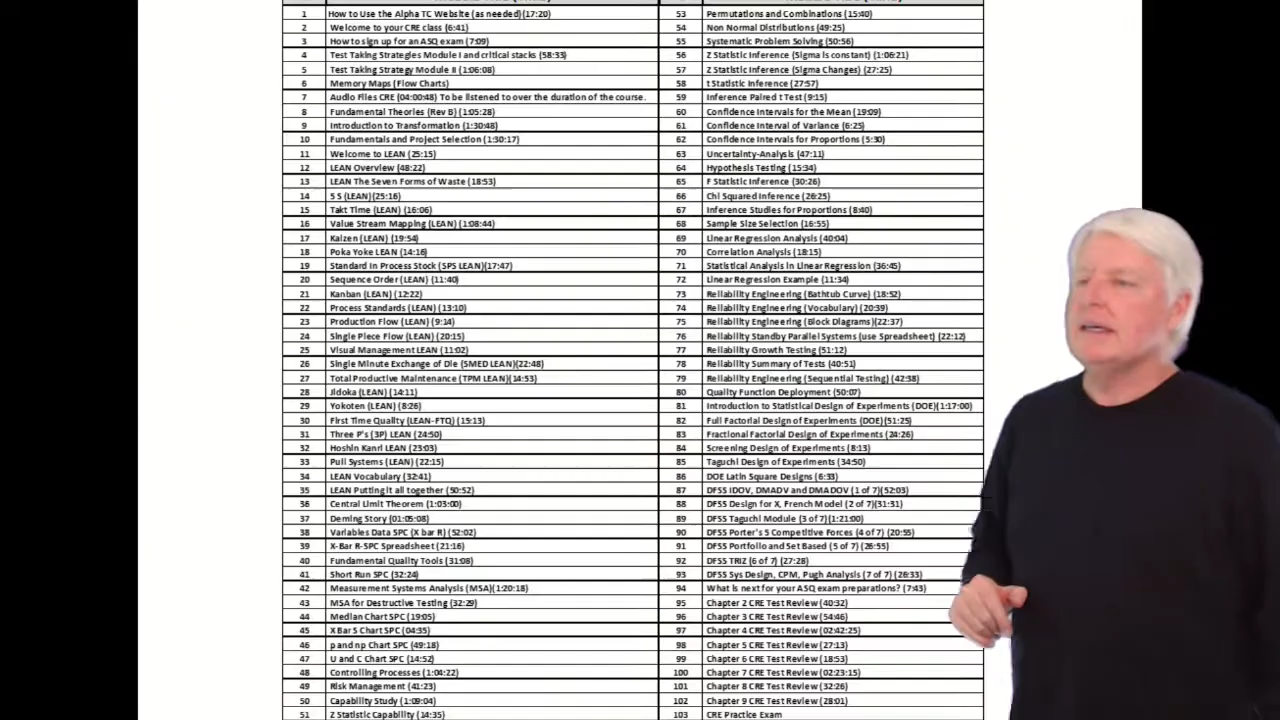 1 How to Use the Alpha TC Website (as needed)(17:20)
2 Welcome to your CRE class (6:41)
3 How to sign up for an ASQ exam (7:09)
4 Test Taking Strategies Module I and critical stacks (58:33)
5 Test Taking Strategy Module II (1:06:08)
6 Memory Maps (Flow Charts)
7 Audio Files CRE (04:00:48) To be listened to over the duration of the course.
8 Fundamental Theories (Rev B) (1:05:28)
9 Introduction to Transformation (1:30:48)
10 Fundamentals and Project Selection (1:30:17)
11 Welcome to LEAN (25:15)
12 LEAN Overview (48:22)
13 LEAN The Seven Forms of Waste (18:53)
14 5 S (LEAN)(25:16)
15 Takt Time (LEAN) (16:06)
16 Value Stream Mapping (LEAN) (1:08:44)
17 Kaizen (LEAN) (19:54)
18 Poka Yoke LEAN (14:16)
19 Standard In Process Stock (SPS LEAN)(17:47)
20 Sequence Order (LEAN) (11:40)
21 Kanban (LEAN) (12:22)
22 Process Standards (LEAN) (13:10)
23 Production Flow (LEAN) (9:14)
24 Single Piece Flow (LEAN) (20:15)
25 Visual Management LEAN (11:02)
26 Single Minute Exchange of Die (SMED LEAN)(22:48)
27 Total Productive Maintenance (TPM LEAN)(14:53)
28 Jidoka (LEAN) (14:11)
29 Yokoten (LEAN) (8:26)
30 First Time Quality (LEAN-FTQ) (15:13)
31 Three P's (3P) LEAN (24:50)
32 Hoshin Kanri LEAN (23:03)
33 Pull Systems (LEAN) (22:15)
34 LEAN Vocabulary (32:41)
35 LEAN Putting it all together (50:52)
36 Central Limit Theorem (1:03:00)
37 Deming Story (01:05:08)
38 Variables Data SPC (X bar R) (52:02)
39 X-Bar R-SPC Spreadsheet (21:16)
40 Fundamental Quality Tools (31:08)
41 Short Run SPC (32:24)
42 Measurement Systems Analysis (MSA)(1:20:18)
43 MSA for Destructive Testing (32:29)
44 Median Chart SPC (19:05)
45 X Bar S Chart SPC (04:35)
46 p and np Chart SPC (49:18)
47 U and C Chart SPC (14:52)
48 Controlling Processes (1:04:22)
49 Risk Management (41:23)
50 Capability Study (1:09:04)
51 Z Statistic Capability (14:35)
53 Permutations and Combinations (15:40)
54 Non Normal Distributions (49:25)
55 Systematic Problem Solving (50:56)
56 Z Statistic Inference (Sigma is constant) (1:06:21)
57 Z Statistic Inference (Sigma Changes) (27:25)
58 t Statistic Inference (27:57)
59 Inference Paired t Test (9:15)
60 Confidence Intervals for the Mean (19:09)
61 Confidence Interval of Variance (6:25)
62 Confidence Intervals for Proportions (5:30)
63 Uncertainty-Analysis (47:11)
64 Hypothesis Testing (15:34)
65 F Statistic Inference (30:26)
66 Chi Squared Inference (26:25)
67 Inference Studies for Proportions (8:40)
68 Sample Size Selection (16:55)
69 Linear Regression Analysis (40:04)
70 Correlation Analysis (18:15)
71 Statistical Analysis in Linear Regression (36:45)
72 Linear Regression Example (11:34)
73 Reliability Engineering (Bathtub Curve) (18:52)
74 Reliability Engineering (Vocabulary) (20:39)
75 Reliability Engineering (Block Diagrams)(22:37)
76 Reliability Standby Parallel Systems (use Spreadsheet) (22:12)
77 Reliability Growth Testing (51:12)
78 Reliability Summary of Tests (40:51)
79 Reliability Engineering (Sequential Testing) (42:38)
80 Quality Function Deployment (50:07)
81 Introduction to Statistical Design of Experiments (DOE)(1:17:00)
82 Full Factorial Design of Experiments (DOE)(51:25)
83 Fractional Factorial Design of Experiments (24:26)
84 Screening Design of Experiments (8:13)
85 Taguchi Design of Experiments (34:50)
86 DOE Latin Square Designs (6:33)
87 DFSS IDOV, DMADV and DMADOV (1 of 7)(52:03)
88 DFSS Design for X, French Model (2 of 7)(31:31)
89 DFSS Taguchi Module (3 of 7)(1:21:00)
90 DFSS Porter's 5 Competitive Forces (4 of 7) (20:55)
91 DFSS Portfolio and Set Based (5 of 7) (26:55)
92 DFSS TRIZ (6 of 7) (27:28)
93 DFSS Sys Design, CPM, Pugh Analysis (7 of 7) (26:33)
94 What is next for your ASQ exam preparations? (7:43)
95 Chapter 2 CRE Test Review (40:32)
96 Chapter 3 CRE Test Review (54:46)
97 Chapter 4 CRE Test Review (02:42:25)
98 Chapter 5 CRE Test Review (27:13)
99 Chapter 6 CRE Test Review (18:53)
100 Chapter 7 CRE Test Review (02:23:15)
101 Chapter 8 CRE Test Review (32:26)
102 Chapter 9 CRE Test Review (28:01)
103 CRE Practice Exam